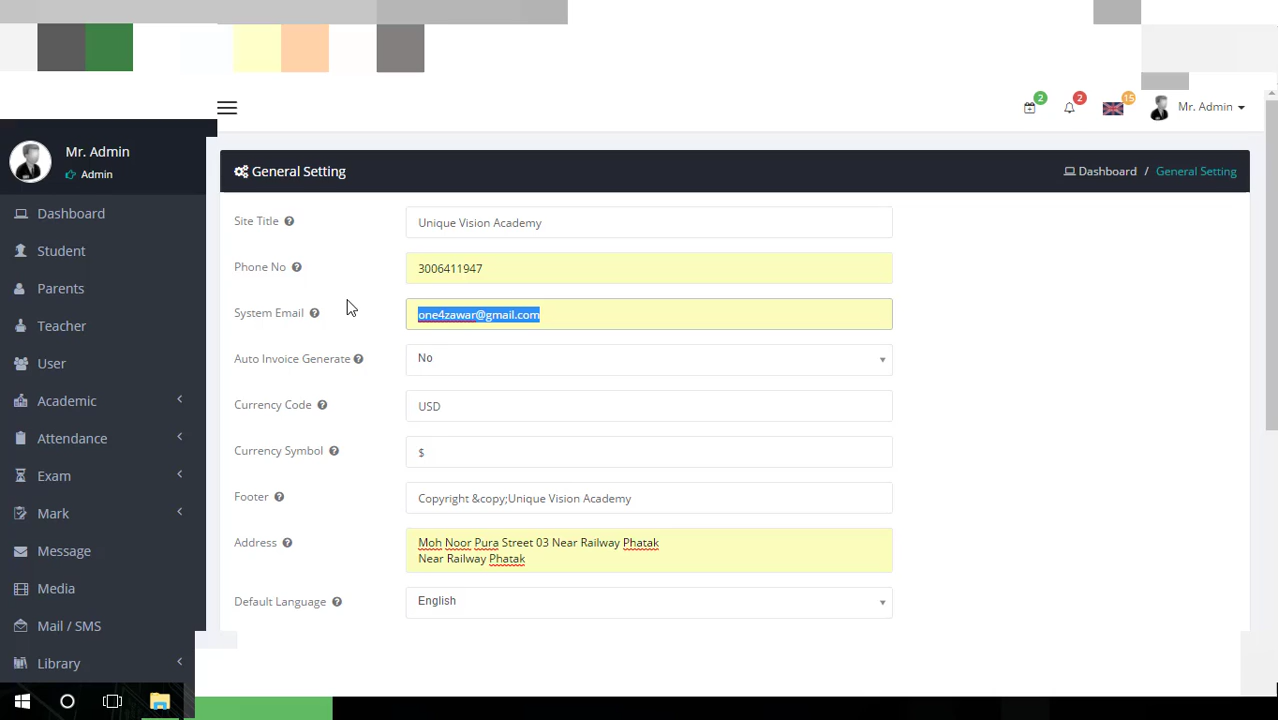 2
2
15
Mr. Admin
Mr. Admin
Admin
General Setting
Dashboard / General Setting
Dashboard
Student
Parents
Teacher
User
Academic
Attendance
Exam
Mark
Message
Media
Mail / SMS
Library
Site Title
Unique Vision Academy
Phone No
3006411947
System Email
one4zawar@gmail.com
Auto Invoice Generate
No
Currency Code
USD
Currency Symbol
$
Footer
Copyright &copy;Unique Vision Academy
Address
Moh Noor Pura Street 03 Near Railway Phatak
Near Railway Phatak
Default Language
English